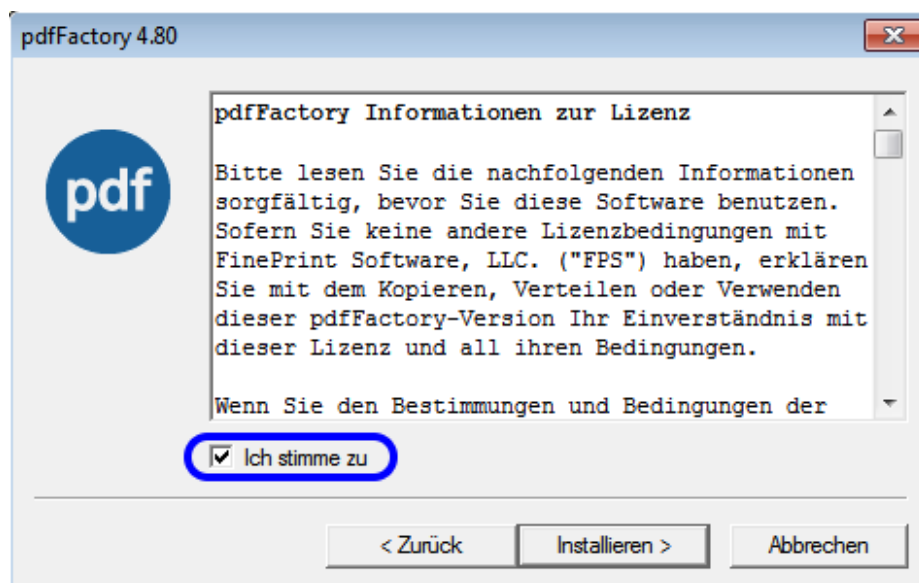 pdfFactory 4.80
pdf
pdfFactory Informationen zur Lizenz
Bitte lesen Sie die nachfolgenden Informationen
sorgfältig, bevor Sie diese Software benutzen.
Sofern Sie keine andere Lizenzbedingungen mit
FinePrint Software, LLC. ("FPS") haben, erklären
Sie mit dem Kopieren, Verteilen oder Verwenden
dieser pdfFactory-Version Ihr Einverständnis mit
dieser Lizenz und all ihren Bedingungen.
Wenn Sie den Bestimmungen und Bedingungen der
Ich stimme zu
< Zurück
Installieren >
Abbrechen